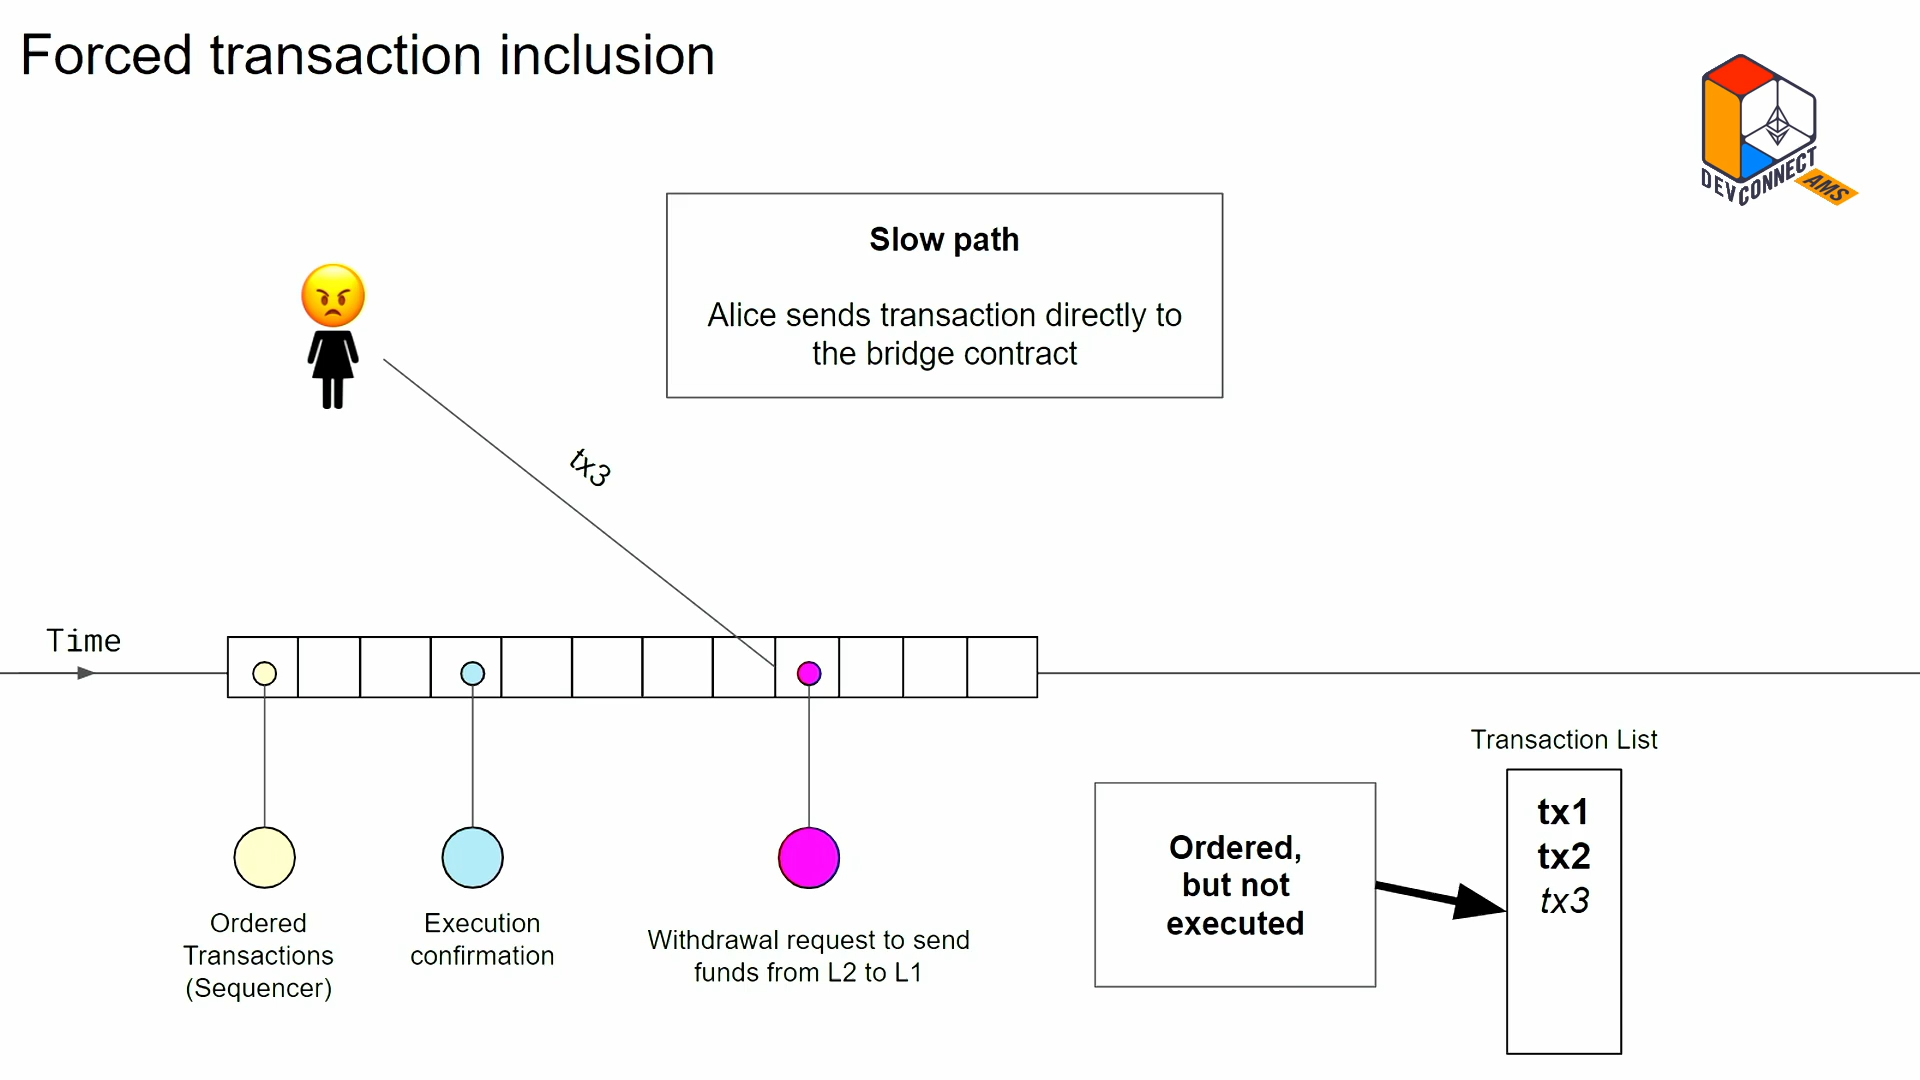 Forced transaction inclusion
DEVCONNECT
AMS
Slow path
Alice sends transaction directly to
the bridge contract
tx3
Time
Transaction List
tx1
tx2
tx3
Ordered,
but not
executed
Ordered
Transactions
(Sequencer)
Execution
confirmation
Withdrawal request to send
funds from L2 to L1